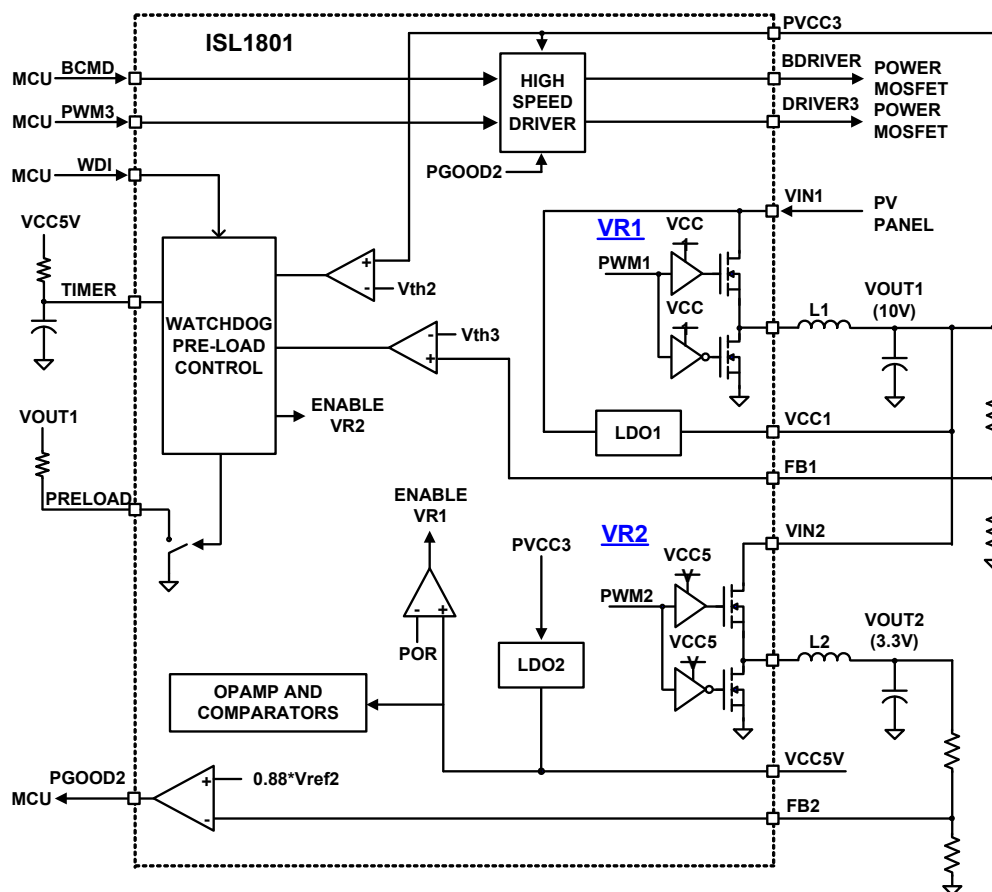 ISL1801
PVCC3
MCU
BCMD
HIGH
SPEED
DRIVER
BDRIVER
POWER
MOSFET
MCU
PWM3
DRIVER3
POWER
MOSFET
MCU
WDI
PGOOD2
VCC5V
VIN1
PV
PANEL
VR1
VCC
PWM1
VCC
TIMER
Vth2
WATCHDOG
PRE-LOAD
CONTROL
Vth3
L1
VOUT1
(10V)
ENABLE
VR2
VOUT1
LDO1
VCC1
FB1
PRELOAD
ENABLE
VR1
PVCC3
VR2
VIN2
VCC5
PWM2
VCC5
POR
LDO2
L2
VOUT2
(3.3V)
OPAMP AND
COMPARATORS
VCC5V
PGOOD2
MCU
0.88*Vref2
FB2